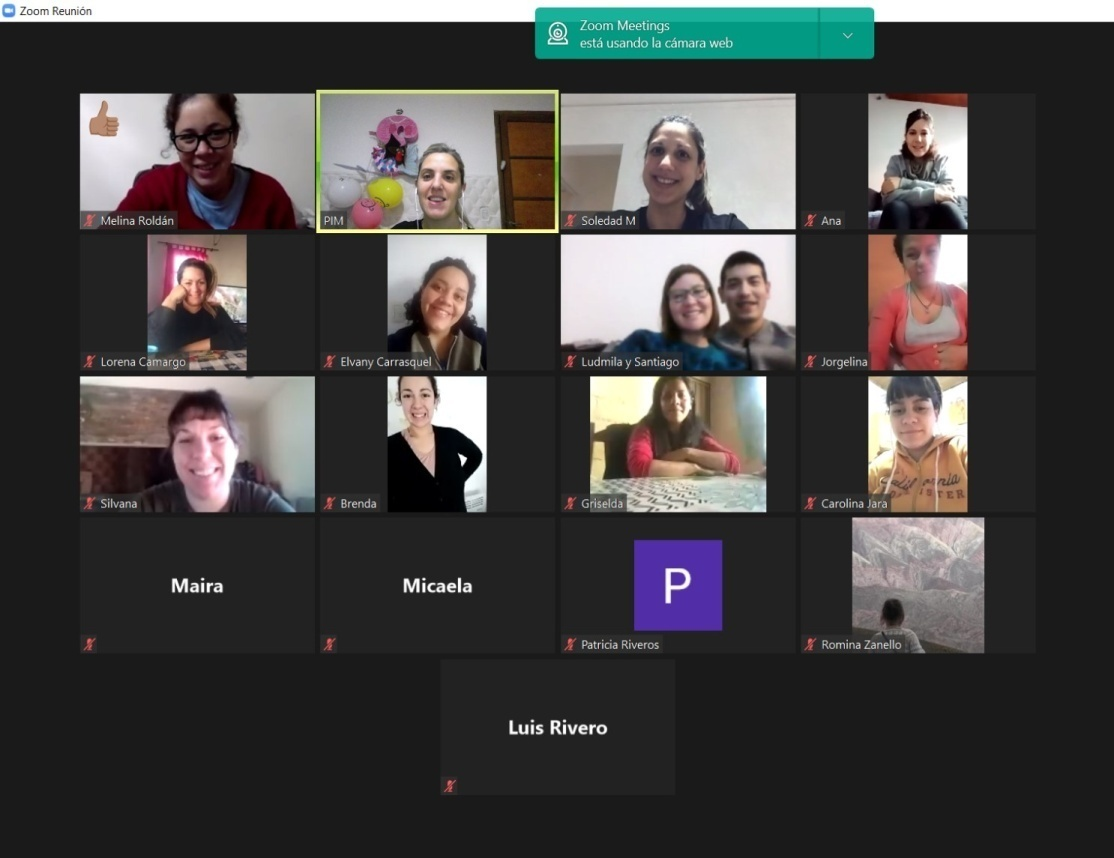 Zoom Reunión
Zoom Meetings
está usando la cámara web
Melina Roldán
PIM
Soledad M
Ana
Lorena Camargo
Elvany Carrasquel
Ludmila y Santiago
Jorgelina
Silvana
Brenda
Griselda
Carolina Jara
California
Maira
Micaela
P
Patricia Riveros
Romina Zanello
Luis Rivero